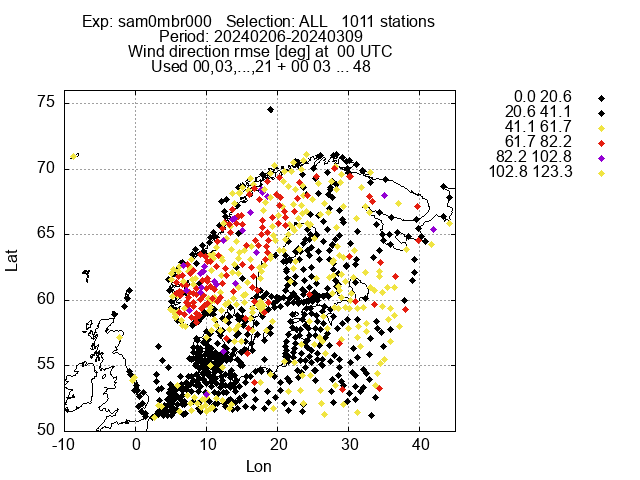 Exp: sam0mbr000 Selection: ALL 1011 stations
Period: 20240206-20240309
Wind direction rmse [deg] at 00 UTC
Used 00,03,...,21 + 00 03 ... 48
0.0 20.6
20.6 41.1
41.1 61.7
61.7 82.2
82.2 102.8
102.8 123.3
75
70
65
60
55
50
Lat
-10 0 10 20 30 40
Lon